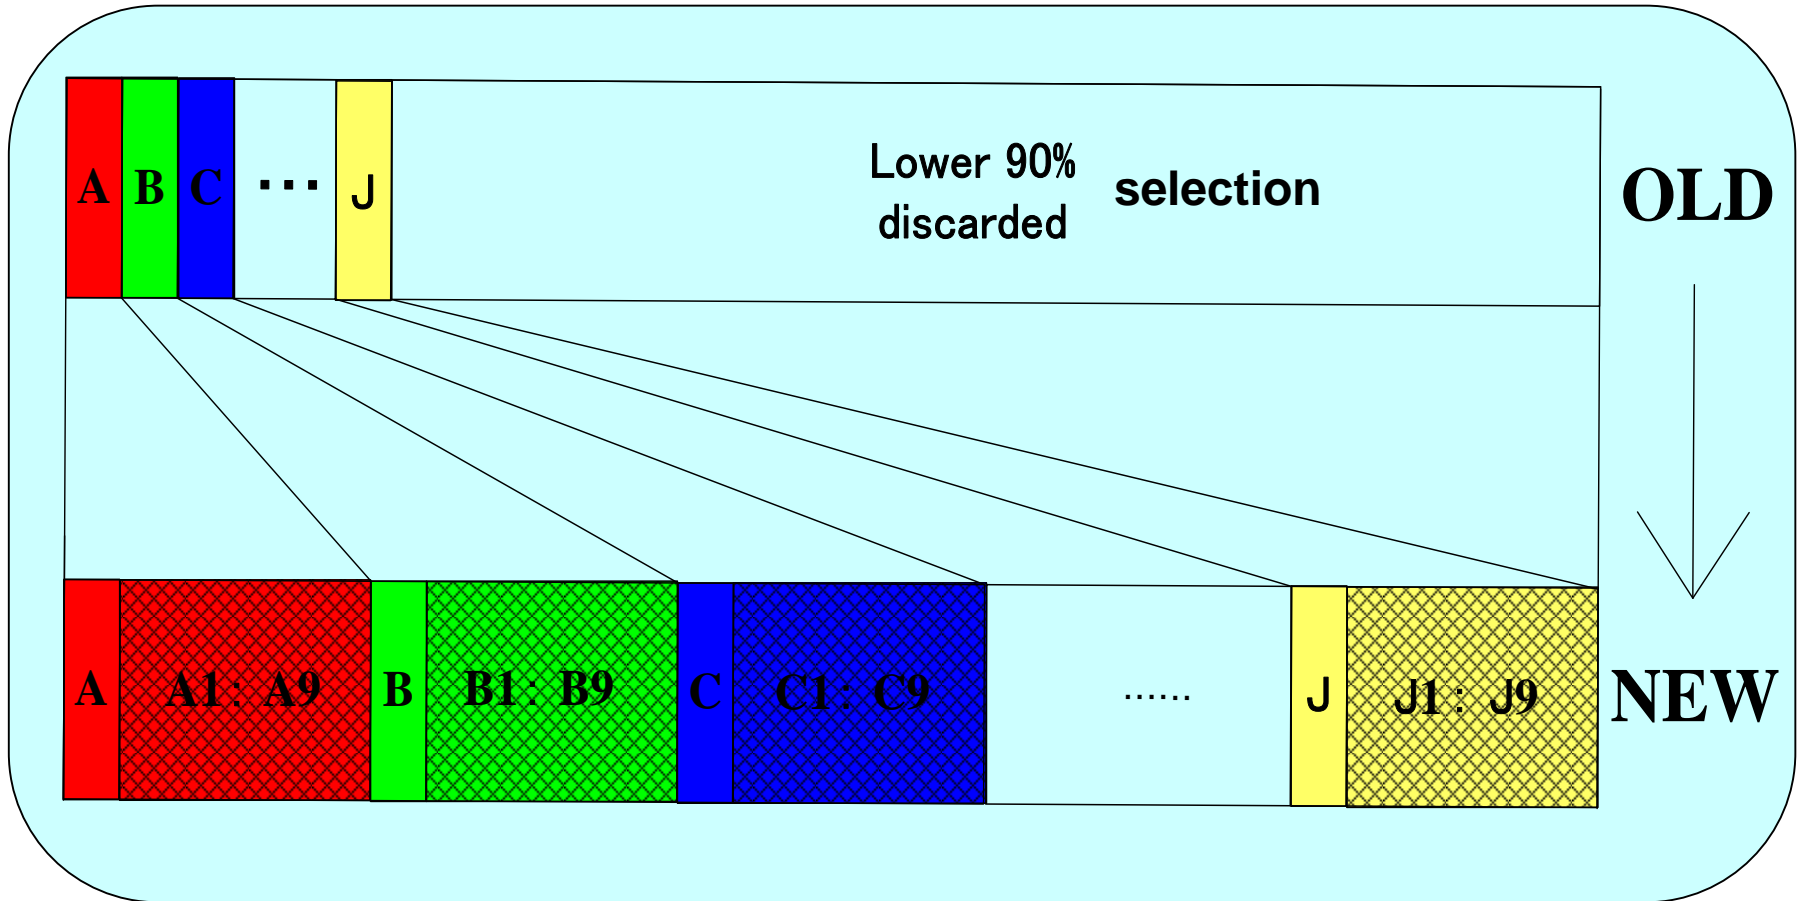 A B C ... J
Lower 90%
discarded
selection
OLD
A A1: A9 B B1: B9 C C1: C9 ...... J J1: J9
NEW